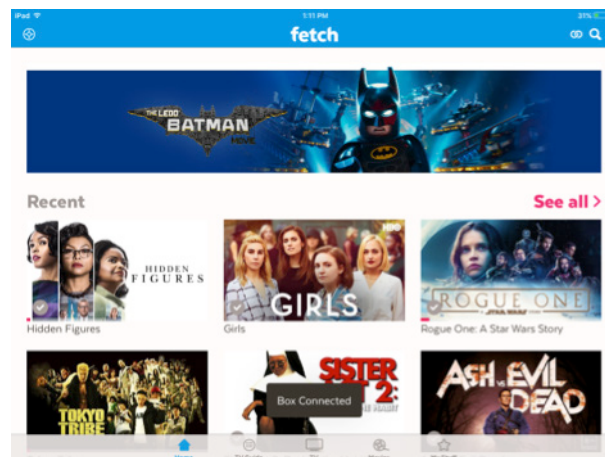 iPad
1:11 PM
31%
fetch
THE LEGO
BATMAN
MOVIE
Recent
See all >
HIDDEN
FIGURES
HBO
GIRLS
ROGUE ONE
Hidden Figures
Girls
Rogue One: A Star Wars Story
TOKYO
TRIBE
SISTER
2:
Box Connected
ASH vs EVIL
DEAD
Home